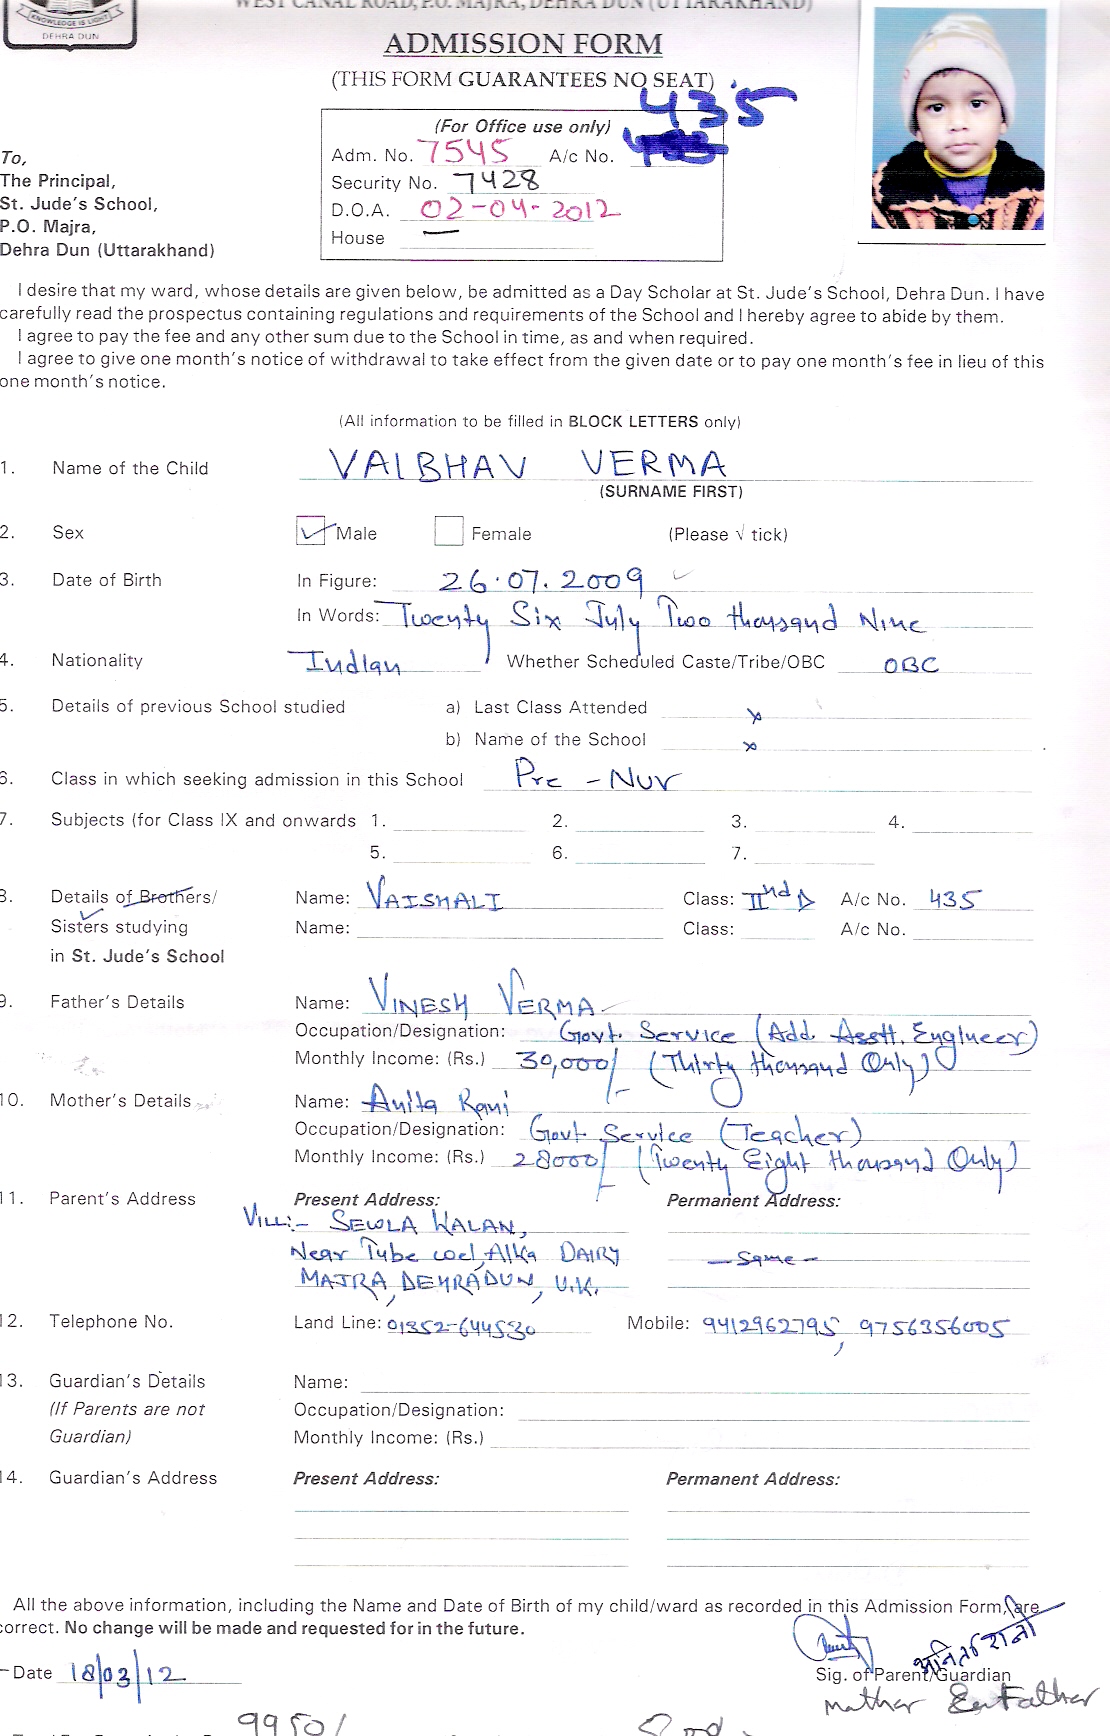 WEST CANAL ROAD, P.O. MAJRA, DEHRA DUN (UTTARAKHAND)
KNOWLEDGE IS LIGHT
DEHRA DUN
ADMISSION FORM
(THIS FORM GUARANTEES NO SEAT)
435
(For Office use only)
Adm. No. 7545 A/c No.
Security No. 7428
D.O.A. 02-04-2012
House
To,
The Principal,
St. Jude's School,
P.O. Majra,
Dehra Dun (Uttarakhand)
I desire that my ward, whose details are given below, be admitted as a Day Scholar at St. Jude's School, Dehra Dun. I have
carefully read the prospectus containing regulations and requirements of the School and I hereby agree to abide by them.
I agree to pay the fee and any other sum due to the School in time, as and when required.
I agree to give one month's notice of withdrawal to take effect from the given date or to pay one month's fee in lieu of this
one month's notice.
(All information to be filled in BLOCK LETTERS only)
1. Name of the Child VAIBHAV VERMA
(SURNAME FIRST)
2. Sex Male Female (Please √ tick)
3. Date of Birth In Figure: 26.07.2009
In Words: Twenty Six July Two thousand Nine
4. Nationality Indian Whether Scheduled Caste/Tribe/OBC OBC
5. Details of previous School studied a) Last Class Attended x
b) Name of the School x
6. Class in which seeking admission in this School Pre - Nur
7. Subjects (for Class IX and onwards 1. 2. 3. 4.
5. 6. 7.
8. Details of Brothers/ Name: VAISHALI Class: IInd D A/c No. 435
Sisters studying Name: Class: A/c No.
in St. Jude's School
9. Father's Details Name: VINESH VERMA
Occupation/Designation: Govt. Service (Add. Asstt. Engineer)
Monthly Income: (Rs.) 30,000/- (Thirty thousand Only)
10. Mother's Details Name: Anita Rani
Occupation/Designation: Govt. Service (Teacher)
Monthly Income: (Rs.) 28000/- (Twenty Eight thousand Only)
11. Parent's Address Present Address: Permanent Address:
VILL:- SEWLA KALAN,
Near Tube wel, Alka DAIRY - Same -
MAJRA, DEHRADUN, U.K.
12. Telephone No. Land Line: 01352-644530 Mobile: 9412962795, 9756356005
13. Guardian's Details Name:
(If Parents are not Occupation/Designation:
Guardian) Monthly Income: (Rs.)
14. Guardian's Address Present Address: Permanent Address:
All the above information, including the Name and Date of Birth of my child/ward as recorded in this Admission Form, are
correct. No change will be made and requested for in the future.
Date 18/03/12 अनिता रानी
Sig. of Parent/Guardian
Mother Father
9950/